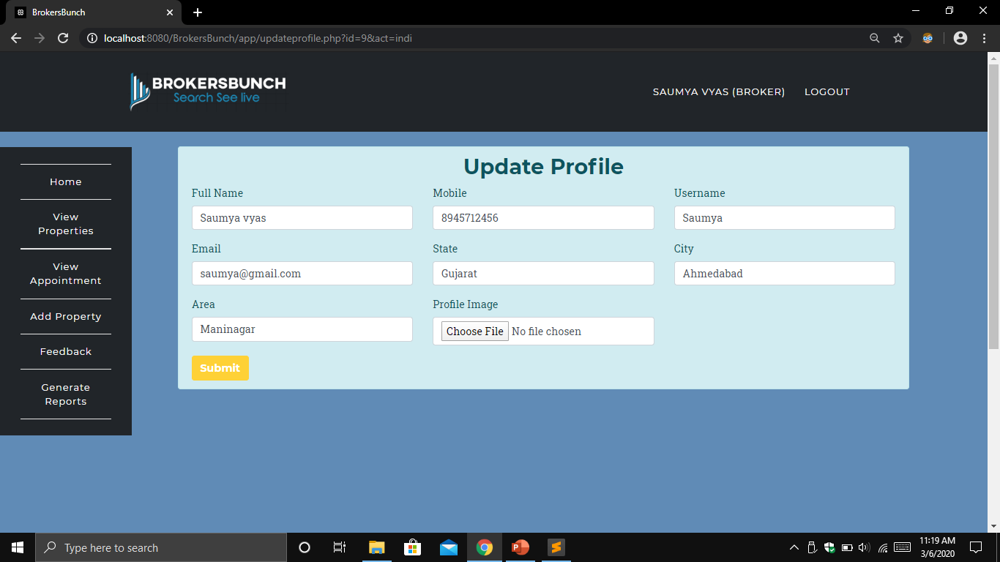 BrokersBunch
localhost:8080/BrokersBunch/app/updateprofile.php?id=9&act=indi
BROKERSBUNCH
Search See live
SAUMYA VYAS (BROKER) LOGOUT
Home
View
Properties
View
Appointment
Add Property
Feedback
Generate
Reports
Update Profile
Full Name Mobile Username
Saumya vyas 8945712456 Saumya
Email State City
saumya@gmail.com Gujarat Ahmedabad
Area Profile Image
Maninagar Choose File No file chosen
Submit
Type here to search
11:19 AM
3/6/2020